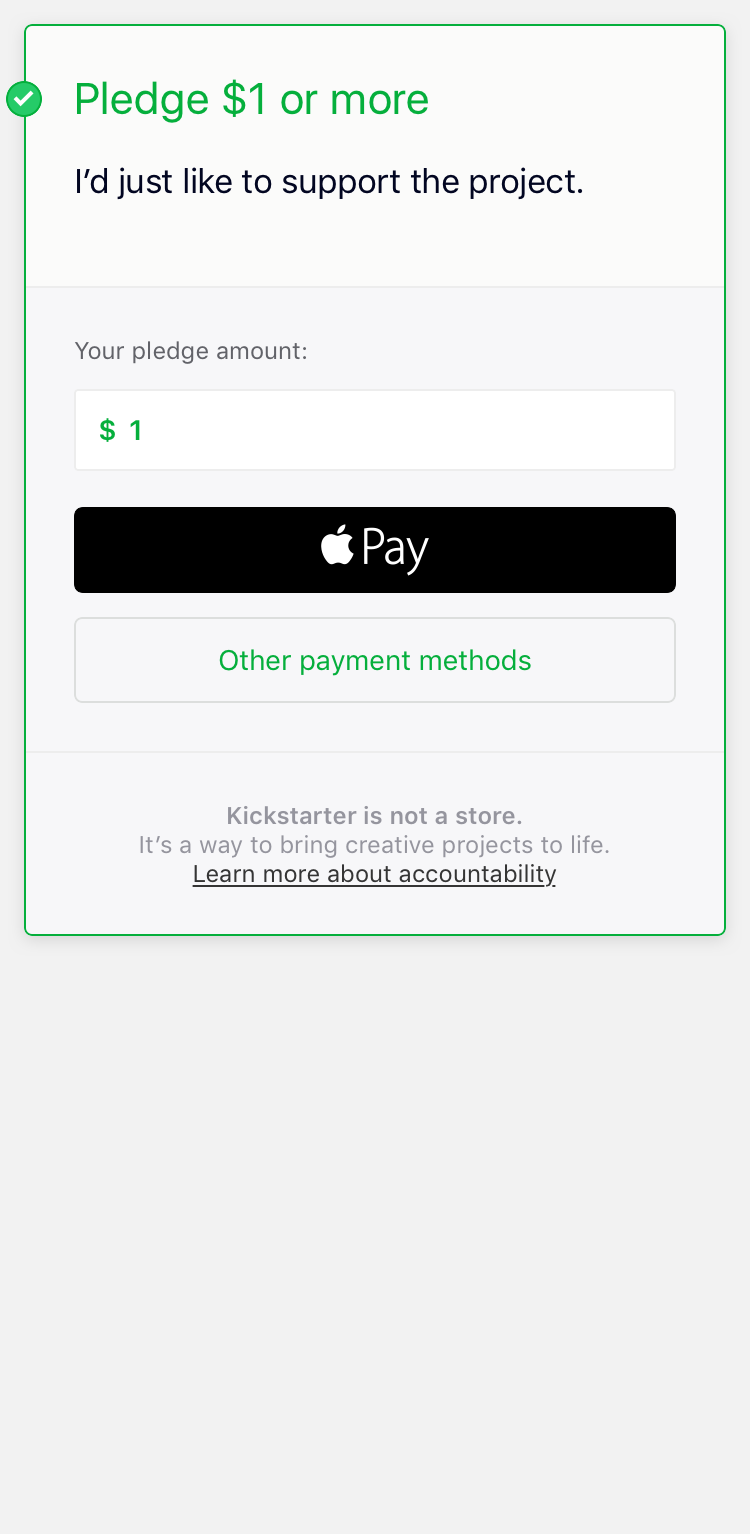 Pledge $1 or more
I’d just like to support the project.
Your pledge amount:
$ 1
Pay
Other payment methods
Kickstarter is not a store.
It’s a way to bring creative projects to life.
Learn more about accountability